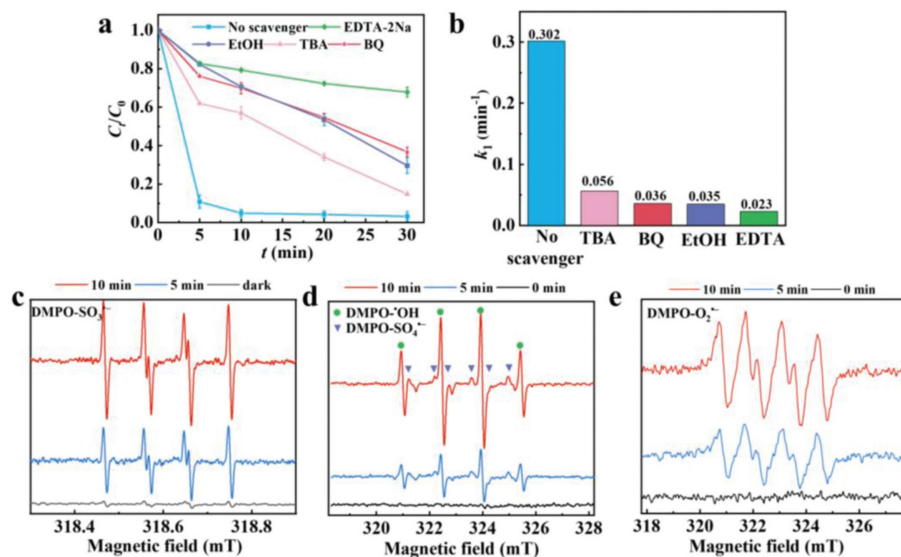 a
No scavenger EDTA-2Na
EtOH TBA BQ
1.0
0.8
0.6
0.4
0.2
0.0
Ct/C0
0 5 10 15 20 25 30
t (min)
b
0.3
0.2
0.1
0.0
k1 (min-1)
0.302
0.056
0.036
0.035
0.023
No scavenger
TBA
BQ
EtOH
EDTA
c
10 min 5 min dark
DMPO-SO3•−
318.4 318.6 318.8
Magnetic field (mT)
d
10 min 5 min 0 min
DMPO-•OH
DMPO-SO4•−
320 322 324 326 328
Magnetic field (mT)
e
10 min 5 min 0 min
DMPO-O2•−
318 320 322 324 326
Magnetic field (mT)